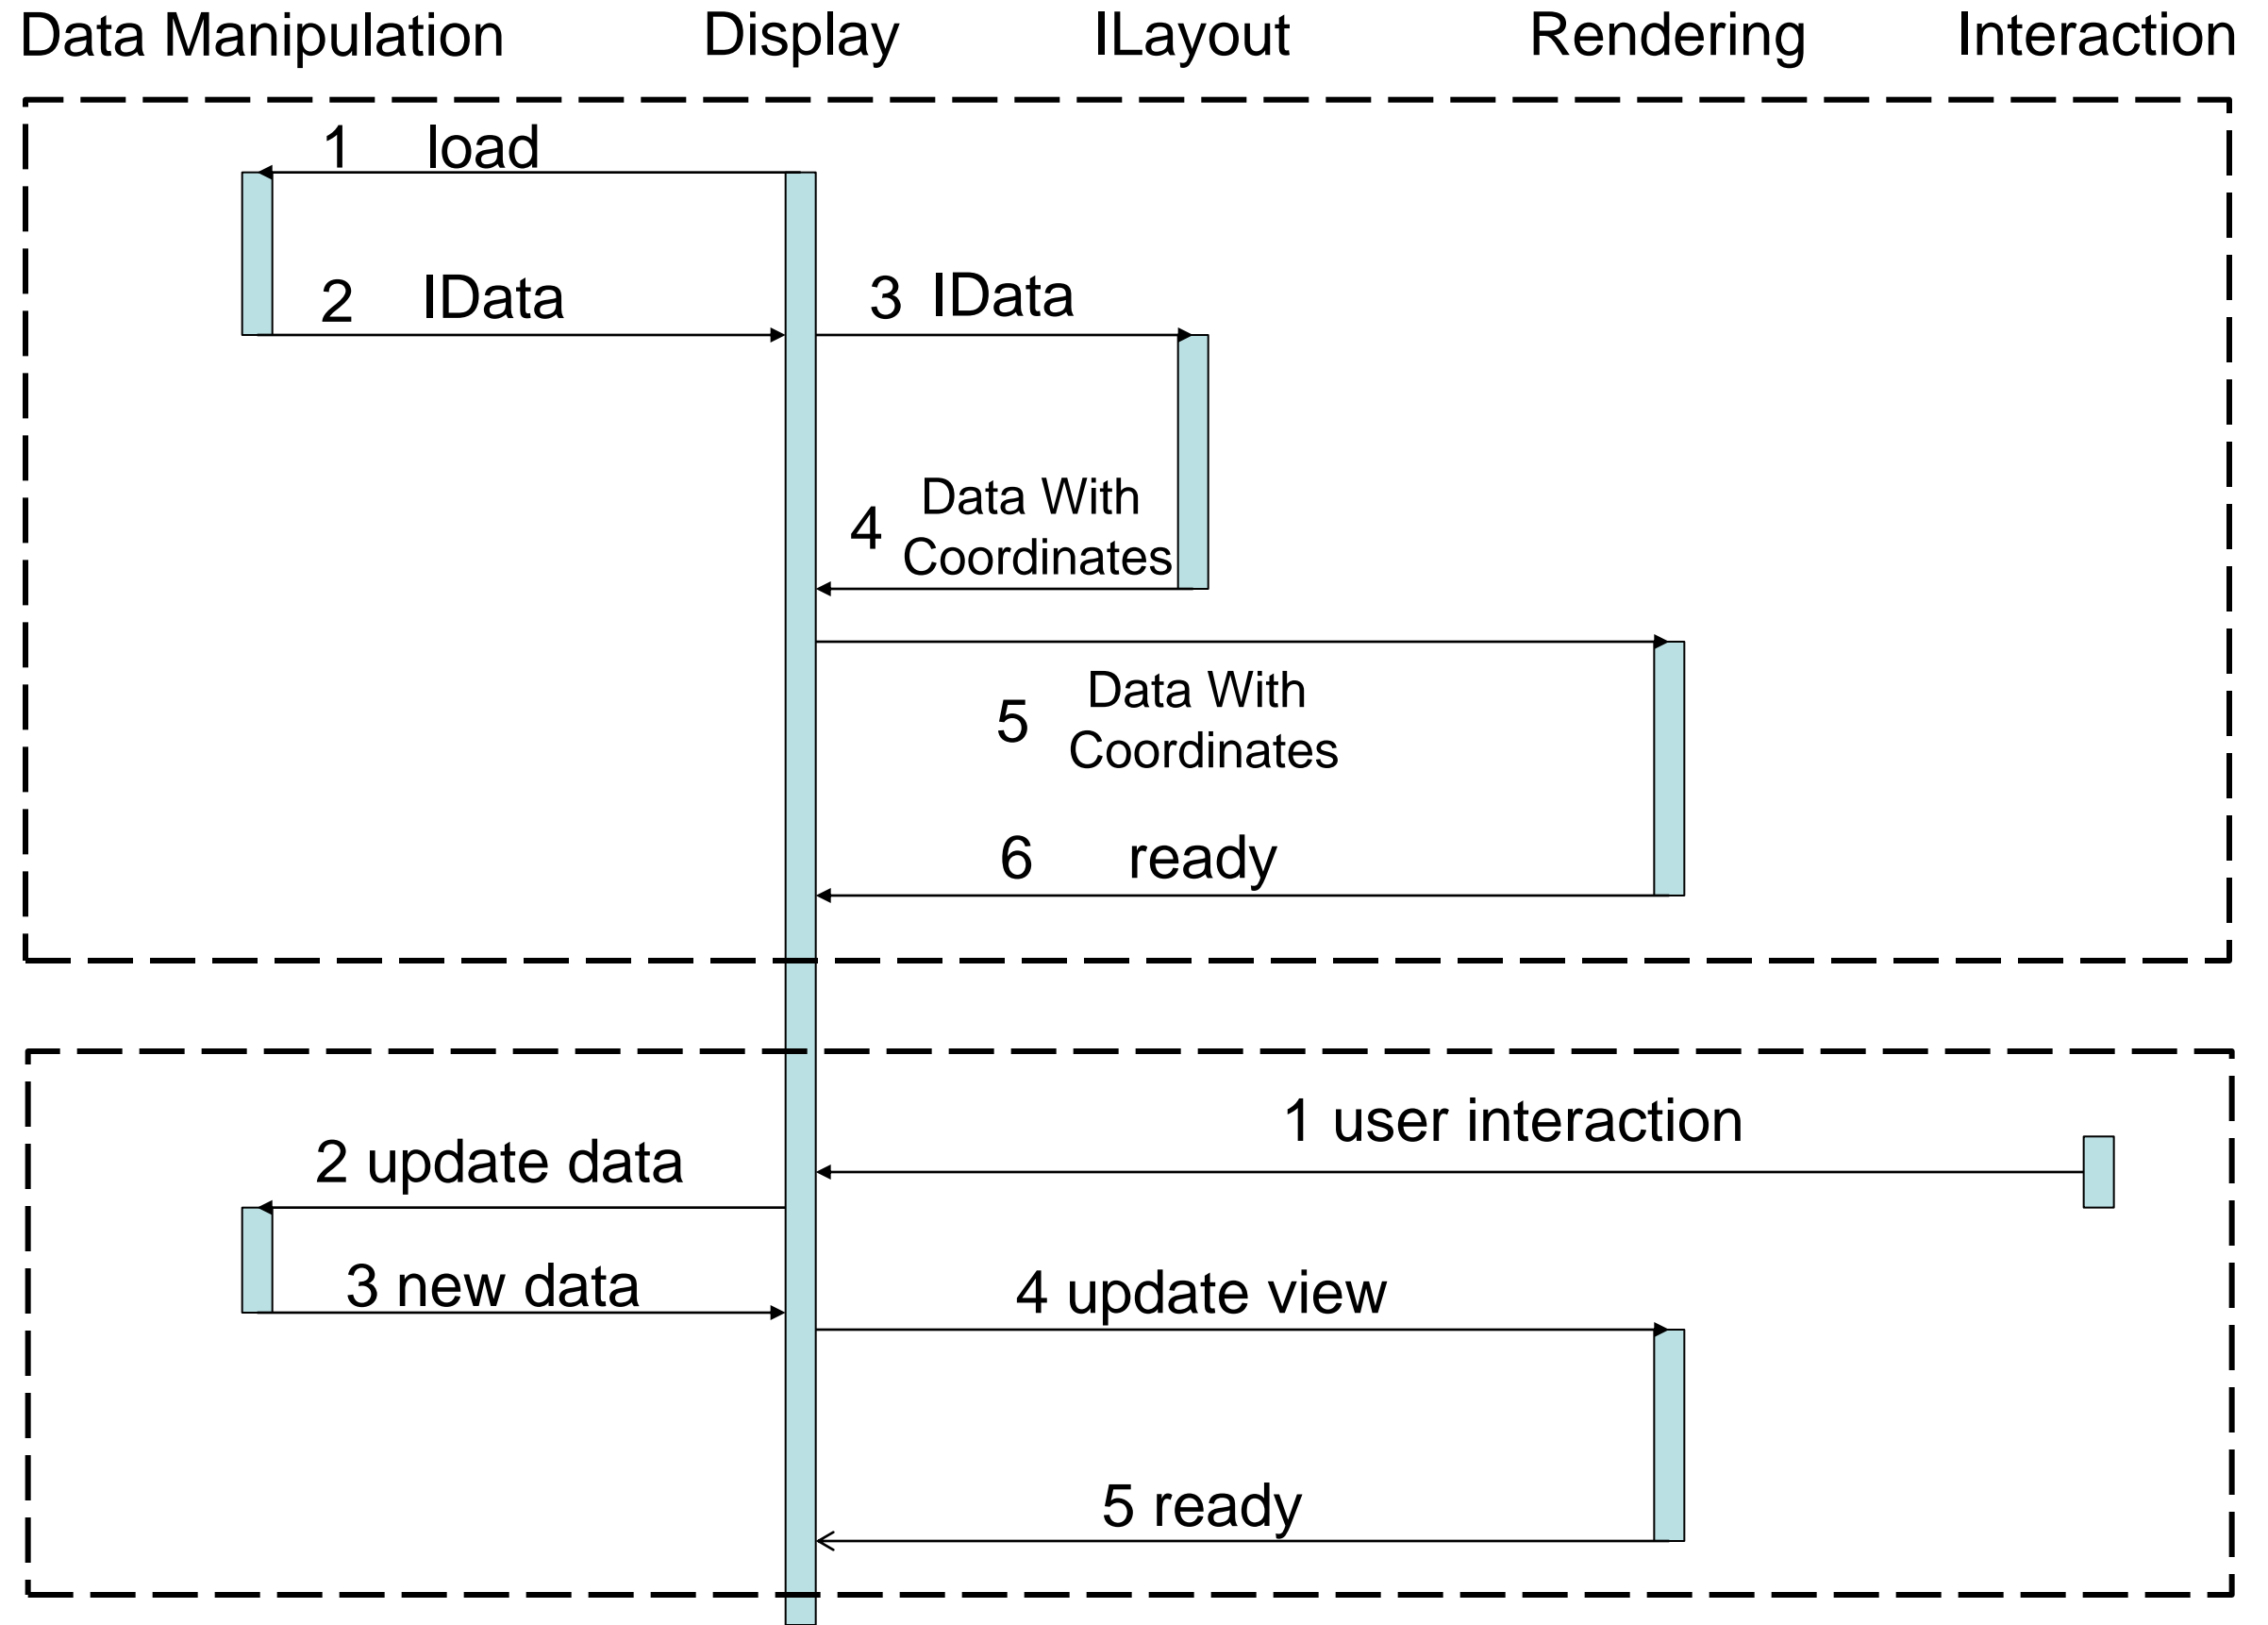 Data Manipulation Display ILayout Rendering Interaction
1 load
2 IData 3 IData
4 Data With
Coordinates
5 Data With
Coordinates
6 ready
1 user interaction
2 update data
3 new data 4 update view
5 ready